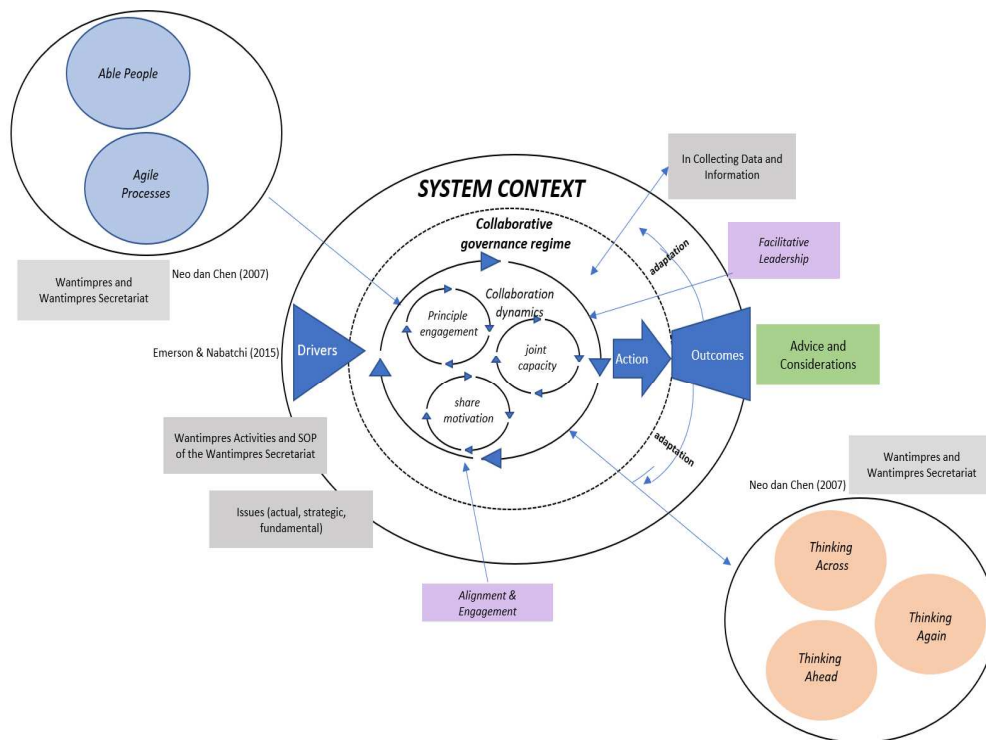 Able People
Agile
Processes
Wantimpres and
Wantimpres Secretariat
Neo dan Chen (2007)
SYSTEM CONTEXT
Collaborative
governance regime
In Collecting Data and
Information
Facilitative
Leadership
adaptation
Collaboration
dynamics
Principle
engagement
joint
capacity
share
motivation
Emerson & Nabatchi (2015)
Drivers
Action
Outcomes
Advice and
Considerations
adaptation
Wantimpres Activities and SOP
of the Wantimpres Secretariat
Issues (actual, strategic,
fundamental)
Alignment &
Engagement
Wantimpres and
Wantimpres Secretariat
Neo dan Chen (2007)
Thinking
Across
Thinking
Again
Thinking
Ahead